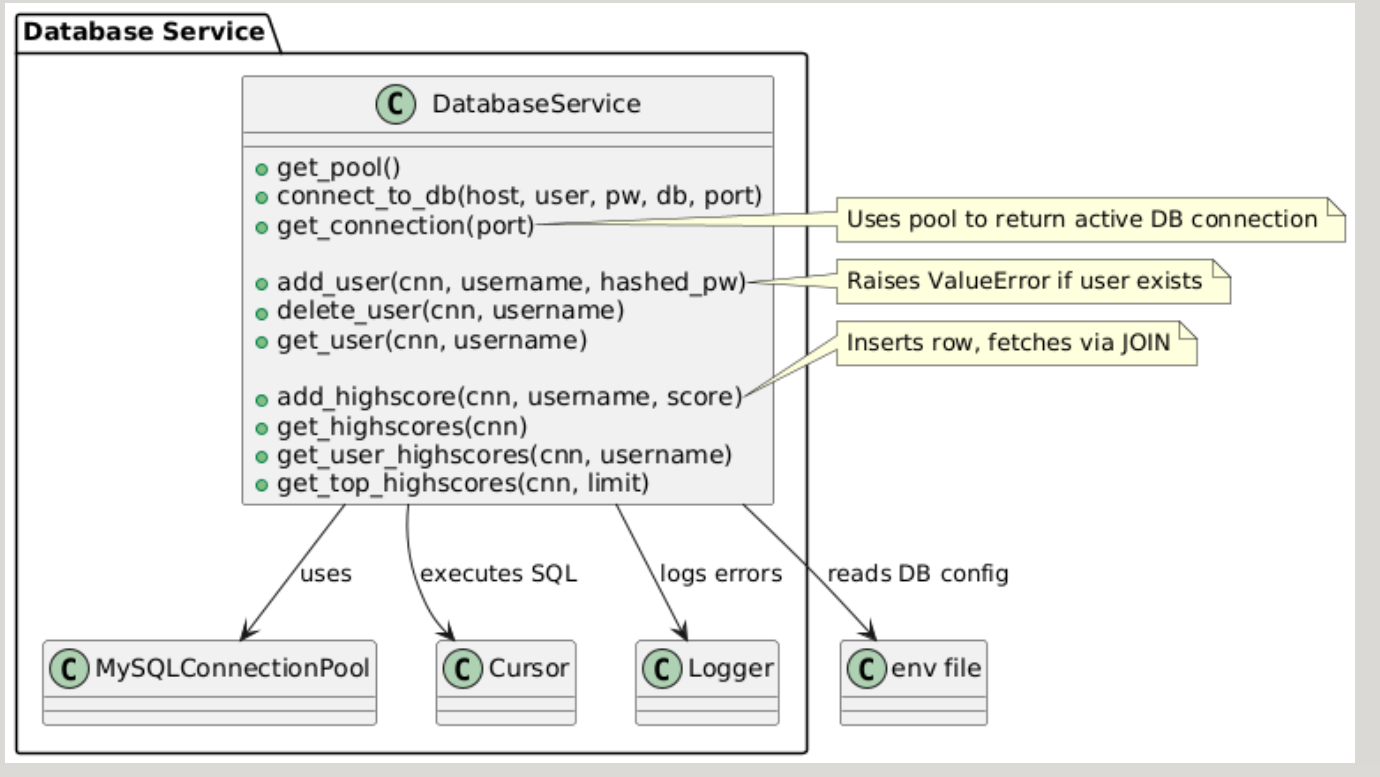 Database Service
C DatabaseService
get_pool()
connect_to_db(host, user, pw, db, port)
get_connection(port)
Uses pool to return active DB connection
add_user(cnn, username, hashed_pw)
Raises ValueError if user exists
delete_user(cnn, username)
get_user(cnn, username)
Inserts row, fetches via JOIN
add_highscore(cnn, username, score)
get_highscores(cnn)
get_user_highscores(cnn, username)
get_top_highscores(cnn, limit)
uses
executes SQL
logs errors
reads DB config
C MySQLConnectionPool
C Cursor
C Logger
C env file